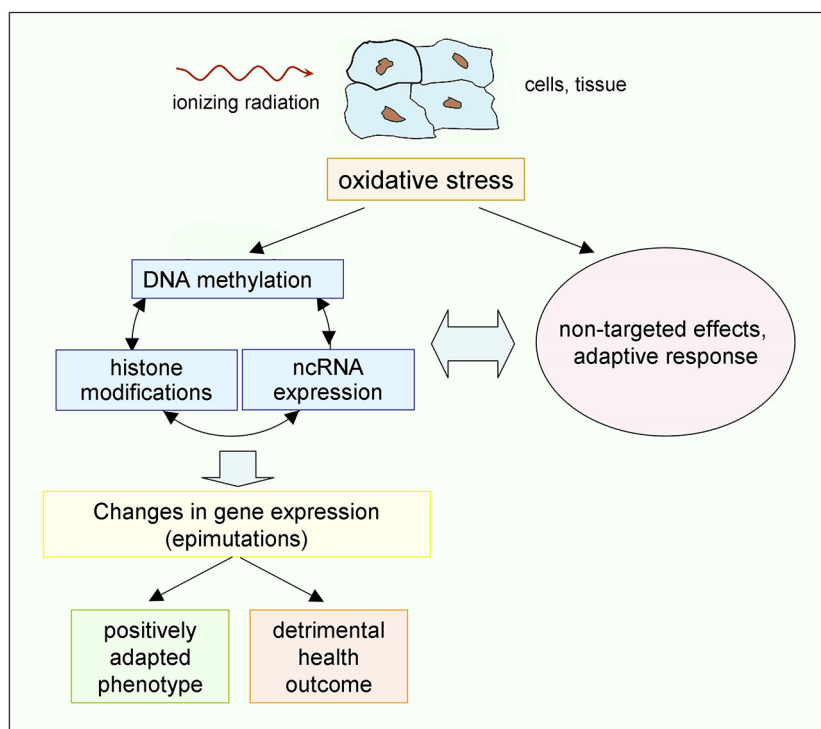 ionizing radiation
cells, tissue
oxidative stress
DNA methylation
histone
modifications
ncRNA
expression
non-targeted effects,
adaptive response
Changes in gene expression
(epimutations)
positively
adapted
phenotype
detrimental
health
outcome